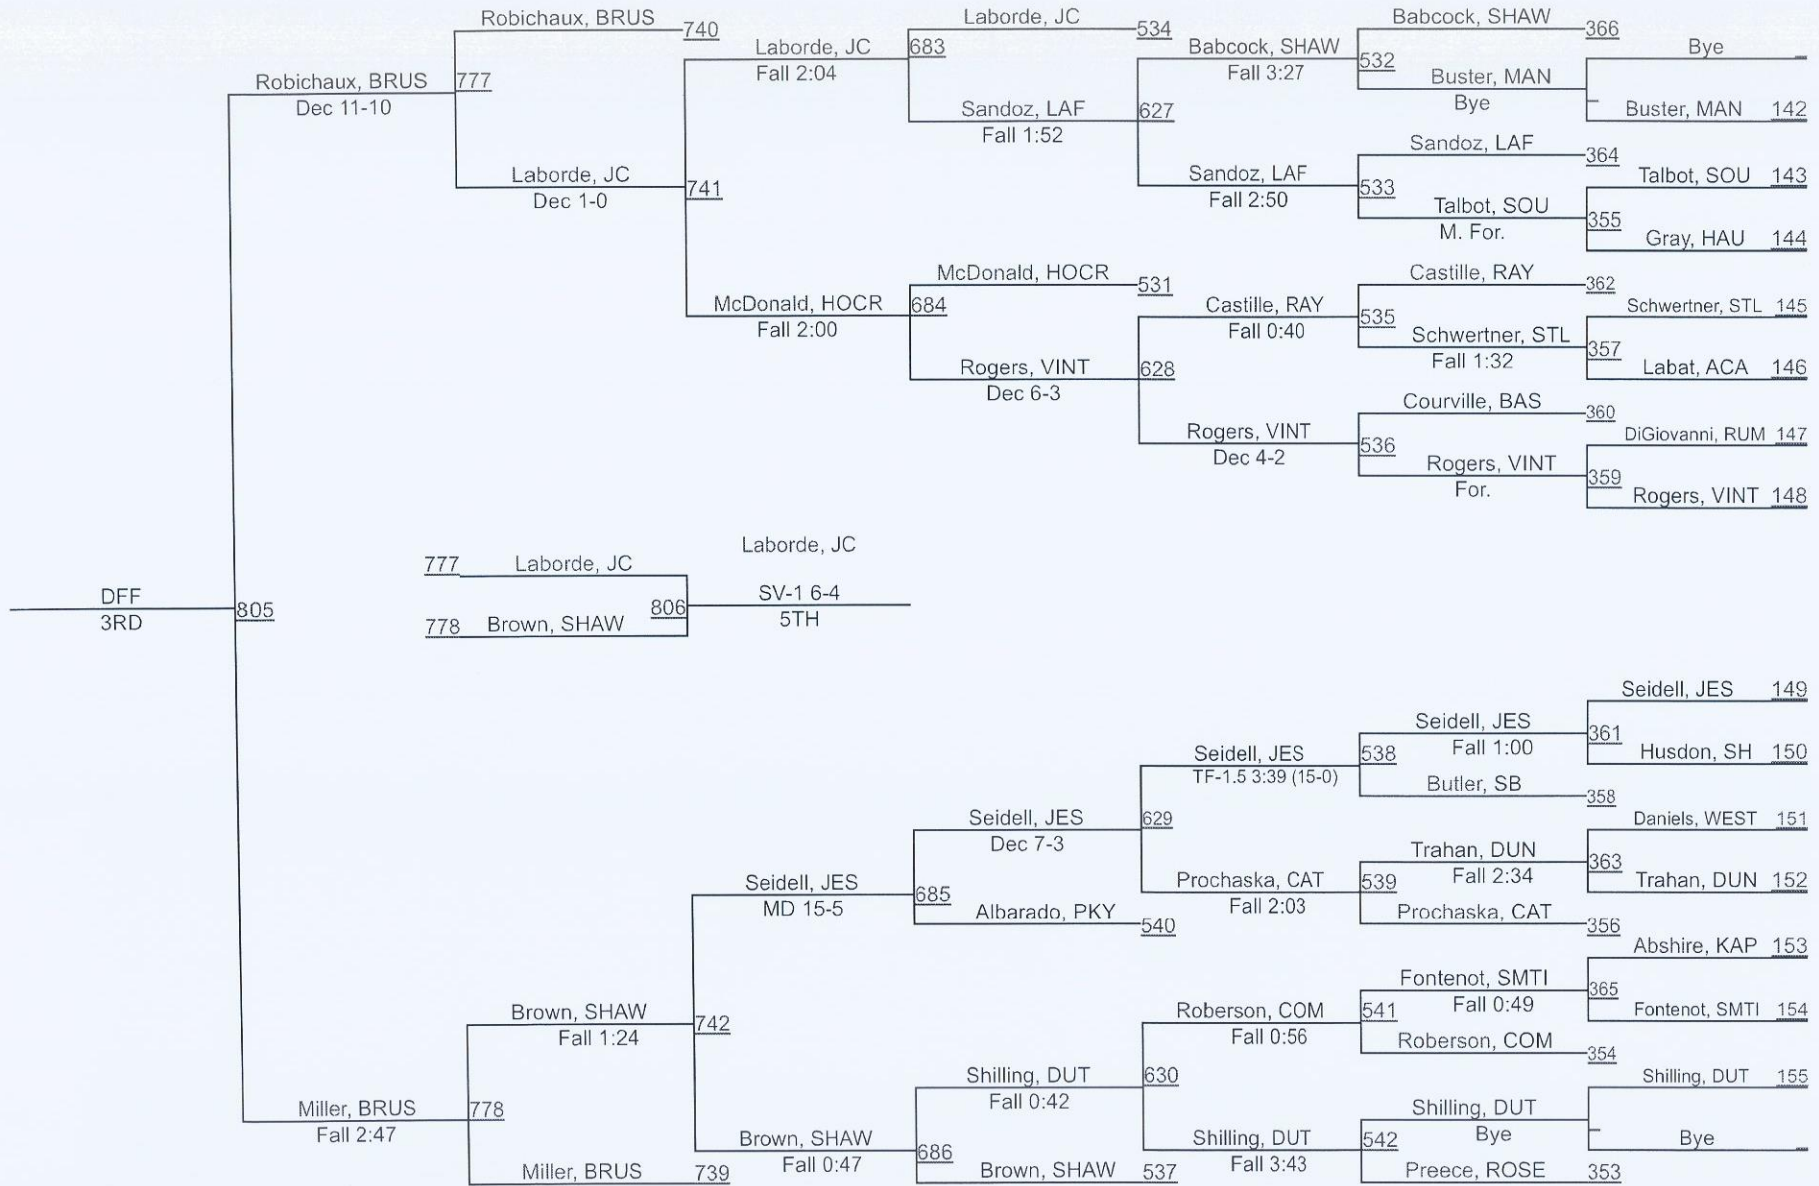 Robichaux, BRUS
740
Laborde, JC
534
Babcock, SHAW
366
Laborde, JC
683
Fall 2:04
Babcock, SHAW
532
Fall 3:27
Bye
Robichaux, BRUS
777
Dec 11-10
Buster, MAN
Bye
Sandoz, LAF
627
Fall 1:52
Buster, MAN 142
Sandoz, LAF
364
Laborde, JC
741
Dec 1-0
Sandoz, LAF
533
Fall 2:50
Talbot, SOU 143
Talbot, SOU
355
M. For.
Gray, HAU 144
McDonald, HOCR
531
Castille, RAY
362
McDonald, HOCR
684
Fall 2:00
Castille, RAY
535
Fall 0:40
Schwertner, STL 145
Schwertner, STL
357
Fall 1:32
Rogers, VINT
628
Dec 6-3
Labat, ACA 146
Courville, BAS
360
Rogers, VINT
536
Dec 4-2
DiGiovanni, RUM 147
Rogers, VINT
359
For.
Rogers, VINT 148
Laborde, JC
777 Laborde, JC
DFF
805
3RD
806
SV-1 6-4
5TH
778 Brown, SHAW
Seidell, JES 149
Seidell, JES
361
Fall 1:00
Seidell, JES
538
TF-1.5 3:39 (15-0)
Husdon, SH 150
Butler, SB
358
Seidell, JES
629
Dec 7-3
Daniels, WEST 151
Trahan, DUN
363
Fall 2:34
Seidell, JES
685
MD 15-5
Prochaska, CAT
539
Fall 2:03
Trahan, DUN 152
Albarado, PKY
540
Prochaska, CAT
356
Abshire, KAP 153
Fontenot, SMTI
365
Fall 0:49
Brown, SHAW
742
Fall 1:24
Roberson, COM
541
Fall 0:56
Fontenot, SMTI 154
Roberson, COM
354
Shilling, DUT
630
Fall 0:42
Shilling, DUT 155
Miller, BRUS
778
Fall 2:47
Shilling, DUT
Bye
Brown, SHAW
686
Fall 0:47
Shilling, DUT
542
Fall 3:43
Bye
Miller, BRUS
739
Brown, SHAW
537
Preece, ROSE
353